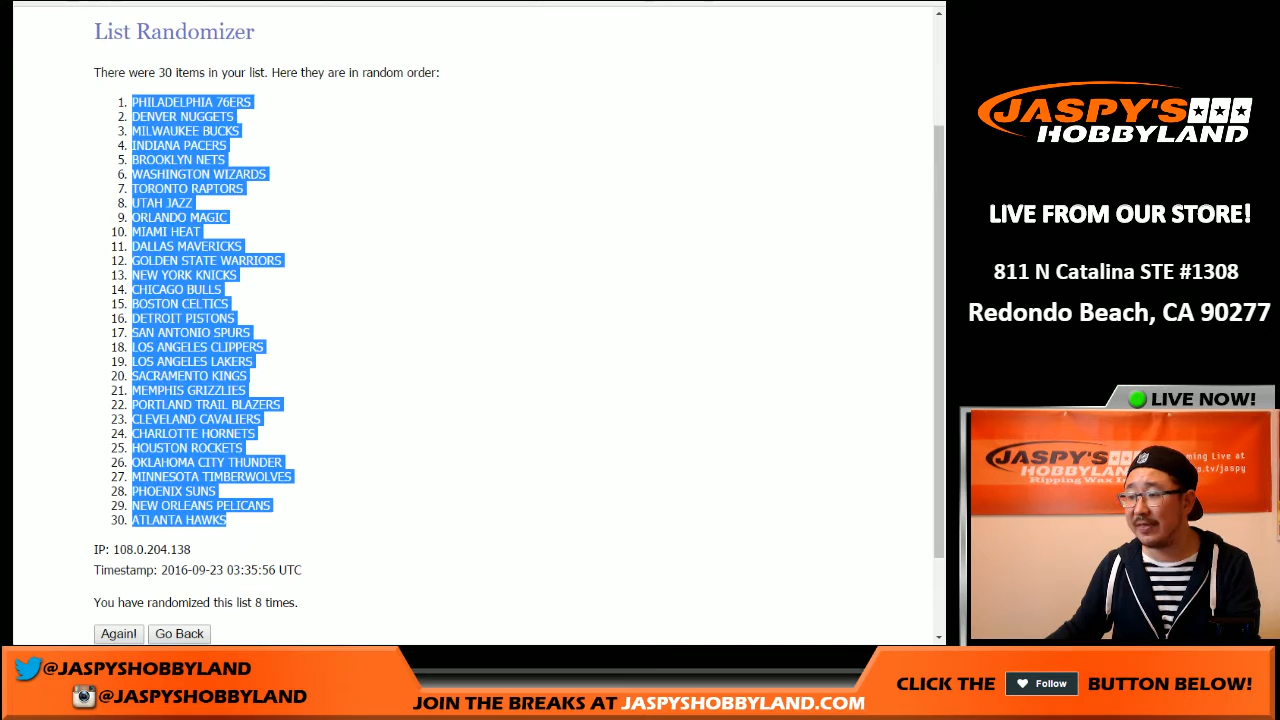 List Randomizer
There were 30 items in your list. Here they are in random order:
1. PHILADELPHIA 76ERS
2. DENVER NUGGETS
3. MILWAUKEE BUCKS
4. INDIANA PACERS
5. BROOKLYN NETS
6. WASHINGTON WIZARDS
7. TORONTO RAPTORS
8. UTAH JAZZ
9. ORLANDO MAGIC
10. MIAMI HEAT
11. DALLAS MAVERICKS
12. GOLDEN STATE WARRIORS
13. NEW YORK KNICKS
14. CHICAGO BULLS
15. BOSTON CELTICS
16. DETROIT PISTONS
17. SAN ANTONIO SPURS
18. LOS ANGELES CLIPPERS
19. LOS ANGELES LAKERS
20. SACRAMENTO KINGS
21. MEMPHIS GRIZZLIES
22. PORTLAND TRAIL BLAZERS
23. CLEVELAND CAVALIERS
24. CHARLOTTE HORNETS
25. HOUSTON ROCKETS
26. OKLAHOMA CITY THUNDER
27. MINNESOTA TIMBERWOLVES
28. PHOENIX SUNS
29. NEW ORLEANS PELICANS
30. ATLANTA HAWKS
IP: 108.0.204.138
Timestamp: 2016-09-23 03:35:56 UTC
You have randomized this list 8 times.
Again! Go Back
JASPY'S
HOBBYLAND
LIVE FROM OUR STORE!
811 N Catalina STE #1308
Redondo Beach, CA 90277
LIVE NOW!
JASPY'S
HOBBYLAND
Ripping Wax
Live at
tv/jaspy
@JASPYSHOBBYLAND
@JASPYSHOBBYLAND
JOIN THE BREAKS AT JASPYSHOBBYLAND.COM
CLICK THE Follow BUTTON BELOW!